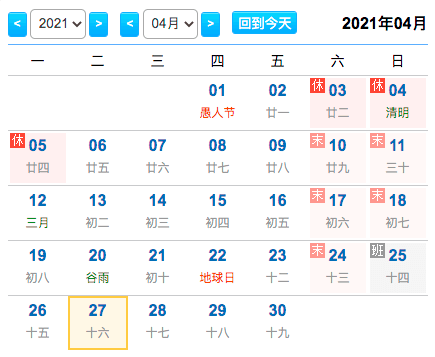 < 2021 > < 04月 > 回到今天 2021年04月
一 二 三 四 五 六 日
01 02 休 03 休 04
愚人节 廿一 廿二 清明
休 05 06 07 08 09 末 10 末 11
廿四 廿五 廿六 廿七 廿八 廿九 三十
12 13 14 15 16 末 17 末 18
三月 初二 初三 初四 初五 初六 初七
19 20 21 22 23 末 24 班 25
初八 谷雨 初十 地球日 十二 十三 十四
26 27 28 29 30
十五 十六 十七 十八 十九